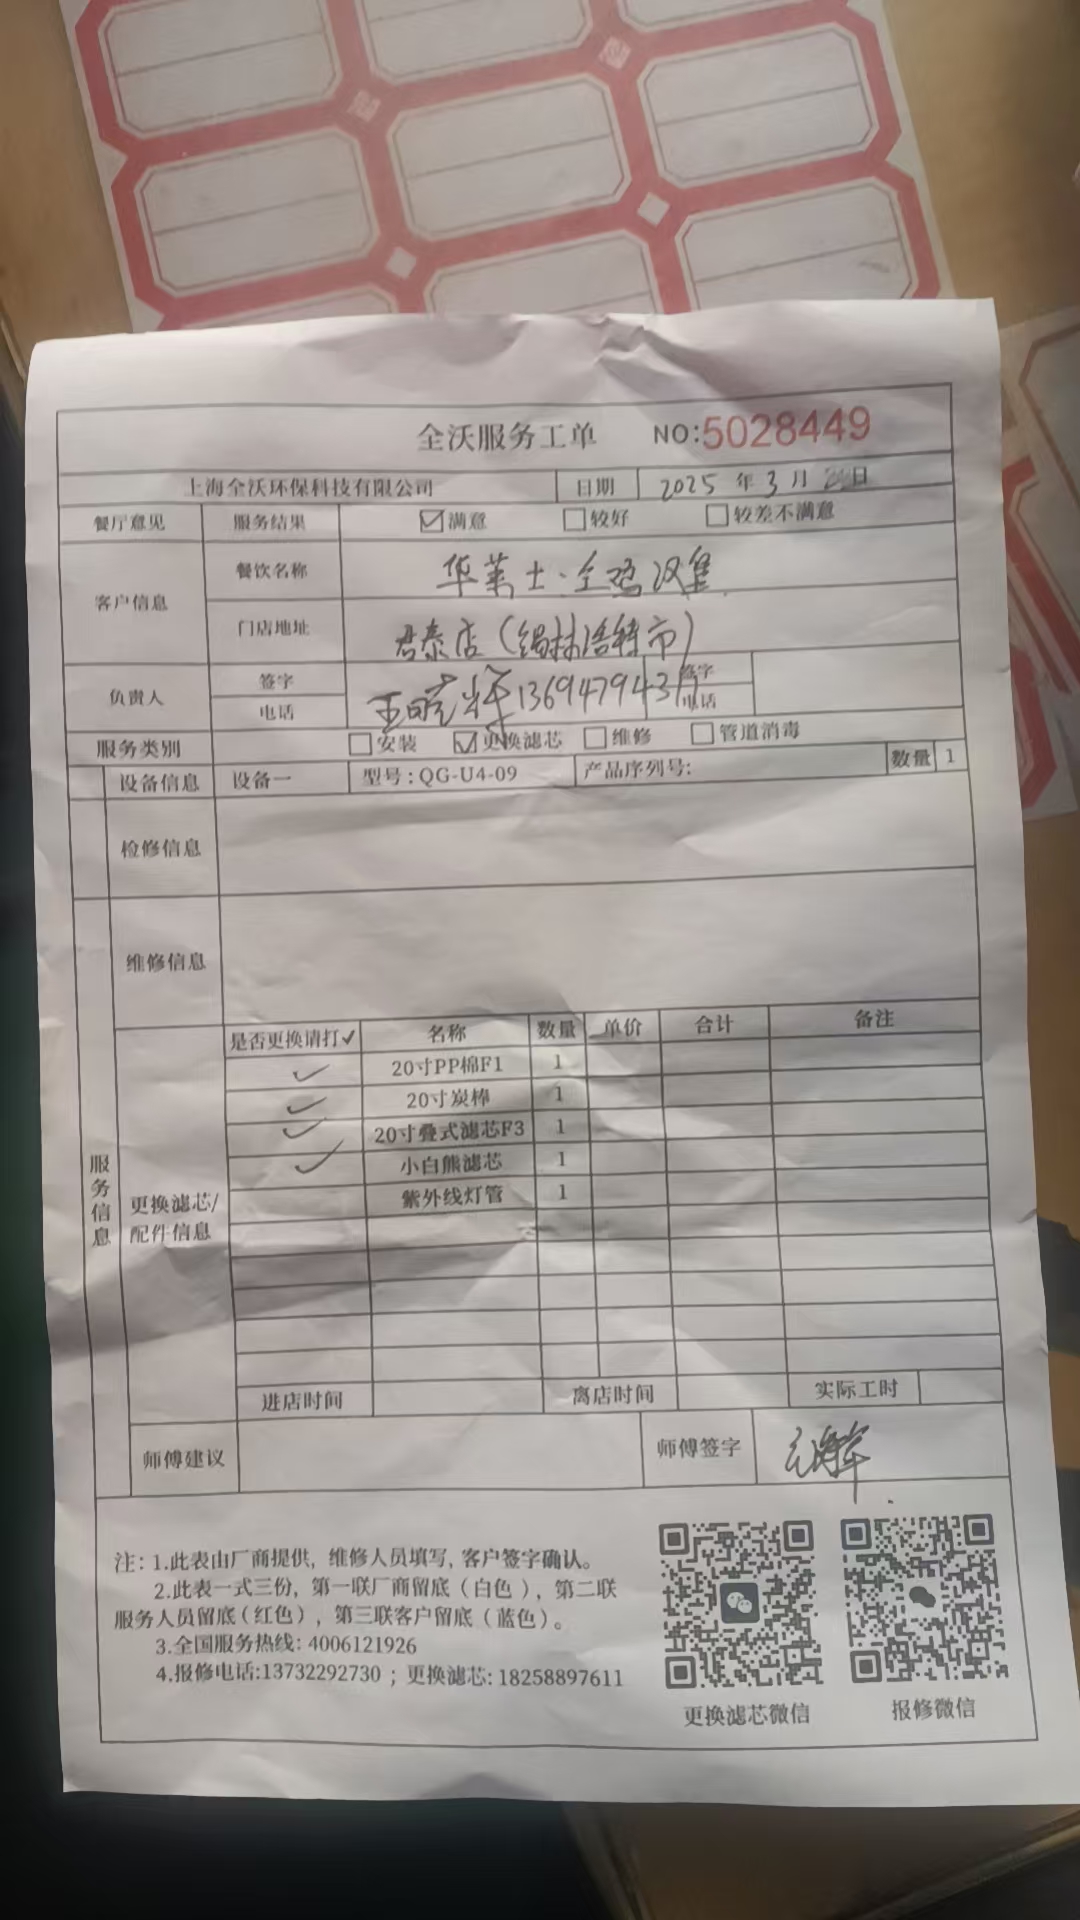 全沃服务工单 NO:5028449
上海全沃环保科技有限公司 日期 2025年3月 日
餐厅意见 服务结果 ☑满意 □较好 □较差不满意
客户信息 餐饮名称 华莱士·全鸡汉堡
门店地址 君泰店(锡林浩特市)
负责人 签字 签字
电话 电话
服务类别 □安装 ☑更换滤芯 □维修 □管道消毒
设备信息 设备一 型号:QG-U4-09 产品序列号: 数量 1
检修信息
维修信息
服务信息
更换滤芯/配件信息
是否更换请打✓ 名称 数量 单价 合计 备注
✓ 20寸PP棉F1 1
✓ 20寸炭棒 1
✓ 20寸叠式滤芯F3 1
✓ 小白熊滤芯 1
紫外线灯管 1
进店时间 离店时间 实际工时
师傅建议 师傅签字
注:1.此表由厂商提供,维修人员填写,客户签字确认。
2.此表一式三份,第一联厂商留底(白色),第二联
服务人员留底(红色),第三联客户留底(蓝色)。
3.全国服务热线:4006121926
4.报修电话:13732292730;更换滤芯:18258897611
更换滤芯微信 报修微信